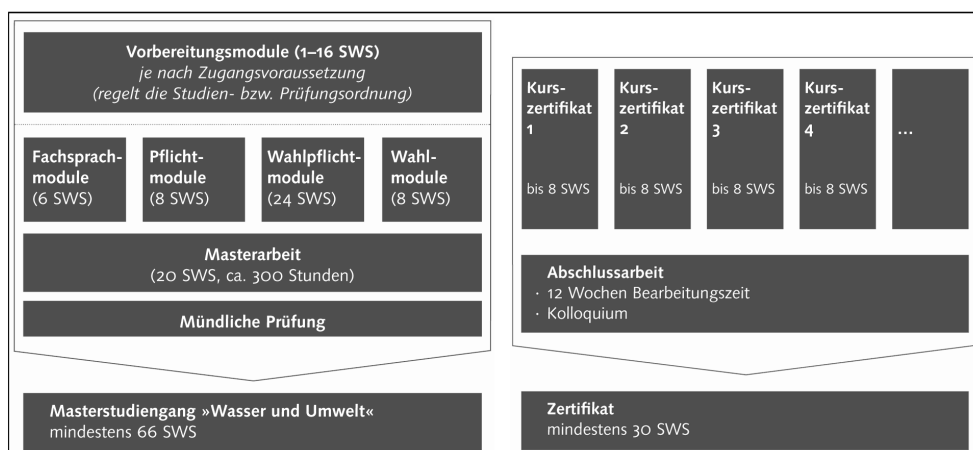 Vorbereitungsmodule (1–16 SWS)
je nach Zugangsvoraussetzung
(regelt die Studien- bzw. Prüfungsordnung)
Fachsprach-
module
(6 SWS)
Pflicht-
module
(8 SWS)
Wahlpflicht-
module
(24 SWS)
Wahl-
module
(8 SWS)
Masterarbeit
(20 SWS, ca. 300 Stunden)
Mündliche Prüfung
Masterstudiengang »Wasser und Umwelt«
mindestens 66 SWS
Kurs-
zertifikat
1
bis 8 SWS
Kurs-
zertifikat
2
bis 8 SWS
Kurs-
zertifikat
3
bis 8 SWS
Kurs-
zertifikat
4
bis 8 SWS
...
Abschlussarbeit
· 12 Wochen Bearbeitungszeit
· Kolloquium
Zertifikat
mindestens 30 SWS